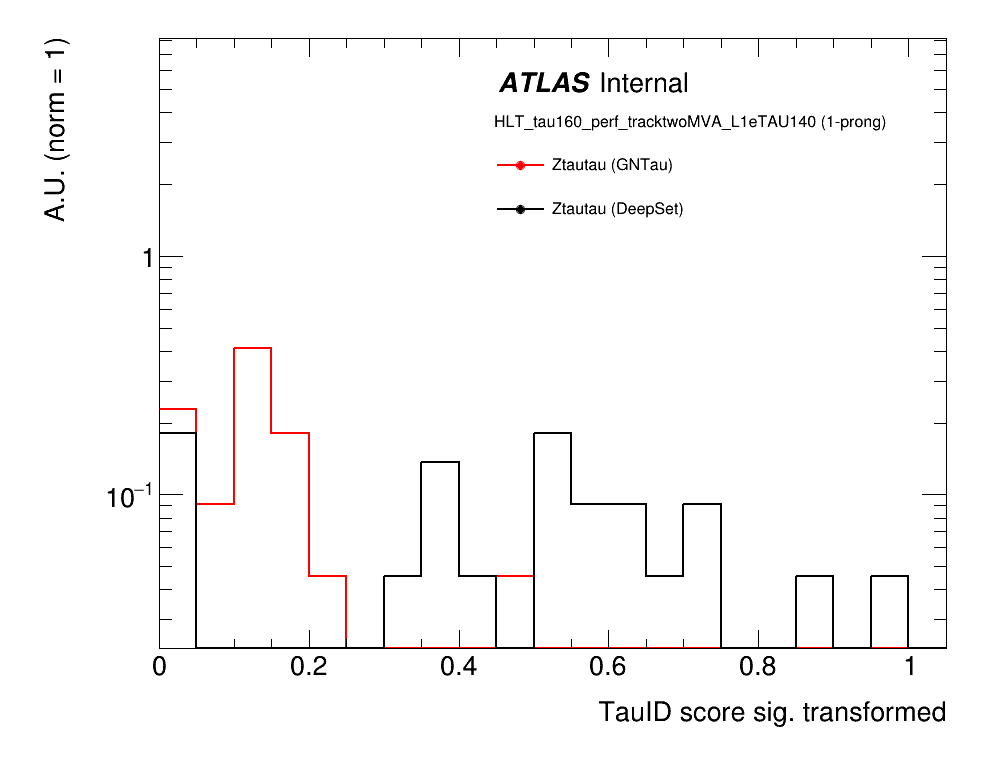 A.U. (norm = 1)
ATLAS Internal
HLT_tau160_perf_tracktwoMVA_L1eTAU140 (1-prong)
Ztautau (GNTau)
Ztautau (DeepSet)
1
10⁻¹
0 0.2 0.4 0.6 0.8 1
TauID score sig. transformed